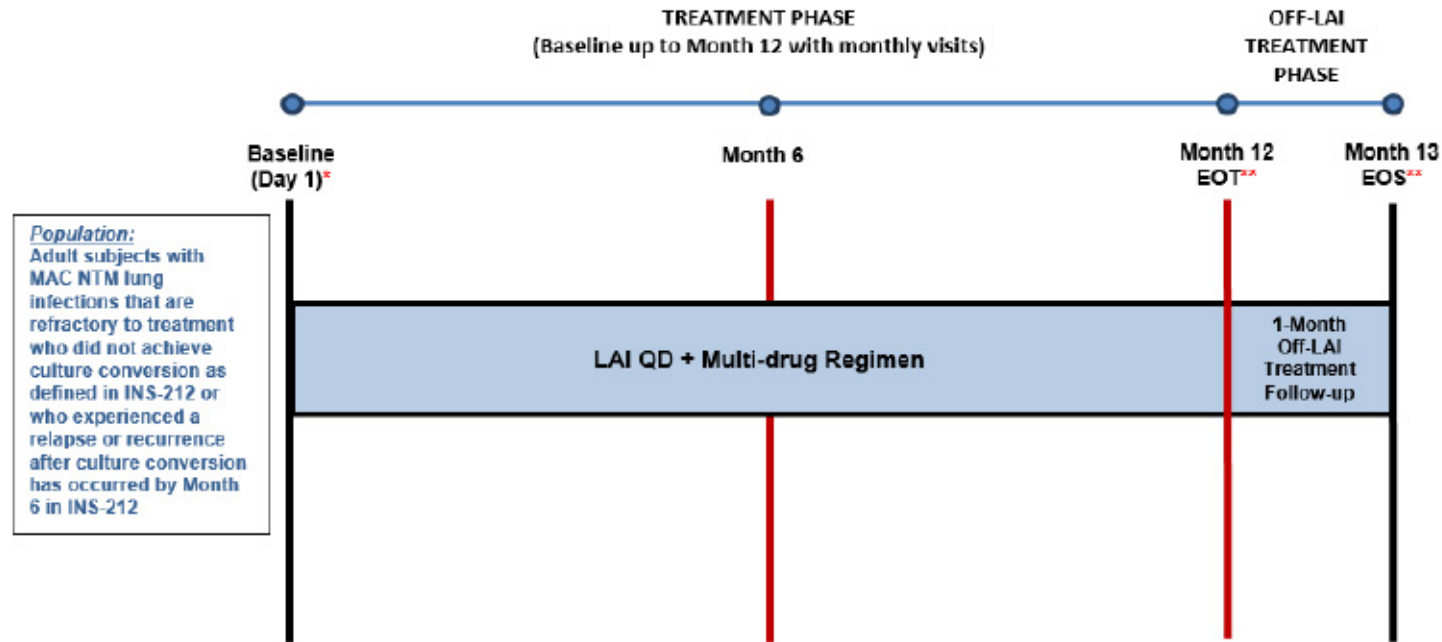 TREATMENT PHASE
(Baseline up to Month 12 with monthly visits)
OFF-LAI
TREATMENT
PHASE
Baseline
(Day 1)*
Month 6
Month 12
EOT**
Month 13
EOS**
Population:
Adult subjects with
MAC NTM lung
infections that are
refractory to treatment
who did not achieve
culture conversion as
defined in INS-212 or
who experienced a
relapse or recurrence
after culture conversion
has occurred by Month
6 in INS-212
LAI QD + Multi-drug Regimen
1-Month
Off-LAI
Treatment
Follow-up